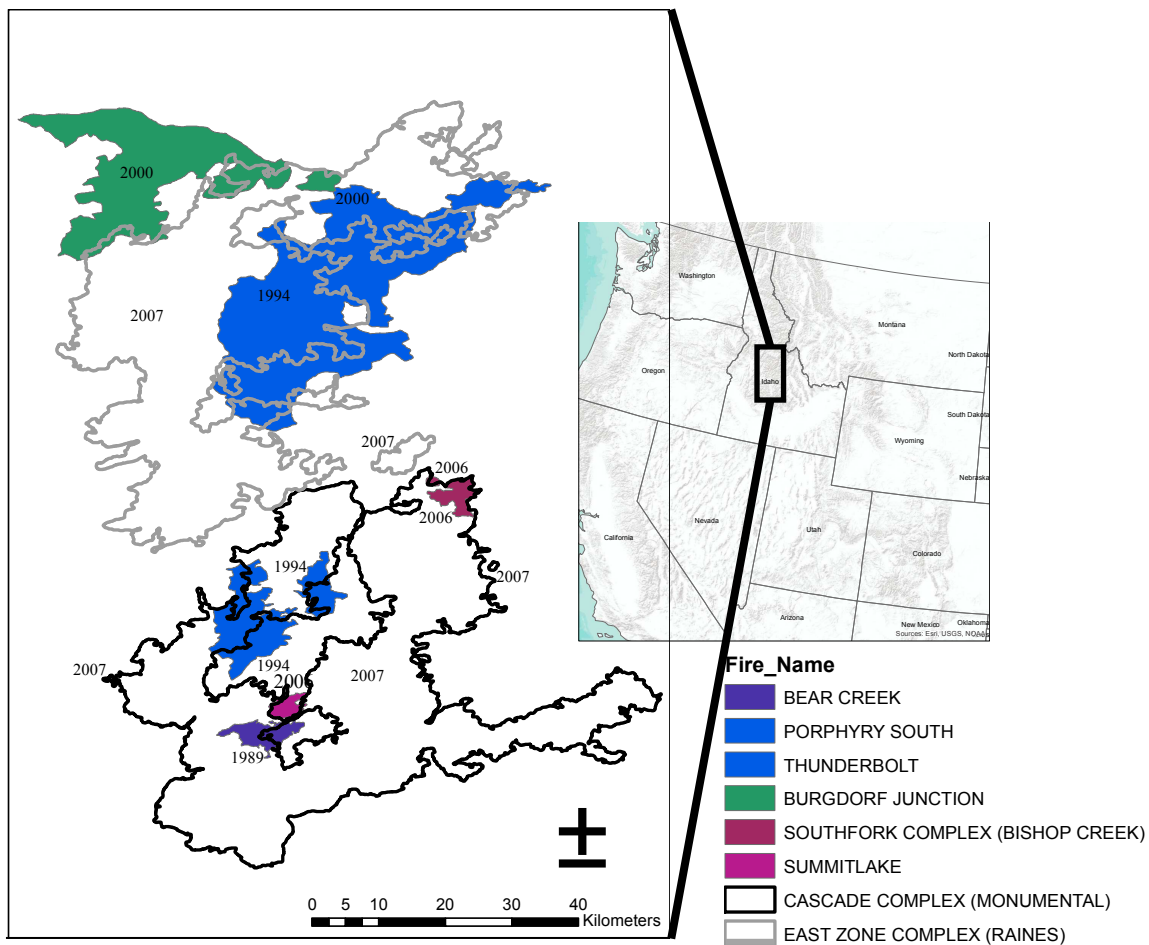 2000
2000
1994
2007
2007
2006
2006
1994
2007
2007
1994
2007
1989
0 5 10 20 30 40
Kilometers
Washington
Montana
North Dakota
Oregon
Idaho
South Dakota
Wyoming
Nebraska
Nevada
Utah
California
Colorado
Arizona
New Mexico
Oklahoma
Sources: Esri, USGS, NOAA
Fire_Name
BEAR CREEK
PORPHYRY SOUTH
THUNDERBOLT
BURGDORF JUNCTION
SOUTHFORK COMPLEX (BISHOP CREEK)
SUMMITLAKE
CASCADE COMPLEX (MONUMENTAL)
EAST ZONE COMPLEX (RAINES)